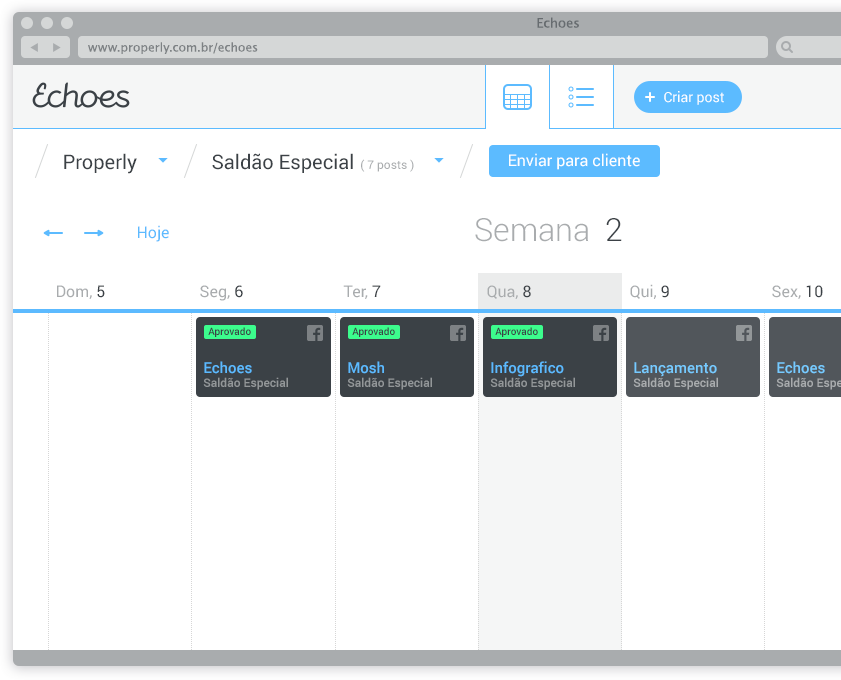 Echoes
www.properly.com.br/echoes
Echoes
+ Criar post
Properly
Saldão Especial ( 7 posts )
Enviar para cliente
Hoje
Semana 2
Dom, 5
Seg, 6
Ter, 7
Qua, 8
Qui, 9
Sex, 10
Aprovado
Echoes
Saldão Especial
Aprovado
Mosh
Saldão Especial
Aprovado
Infografico
Saldão Especial
Lançamento
Saldão Especial
Echoes
Saldão Espe